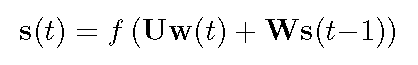 s(t) = f (Uw(t) + Ws(t−1))